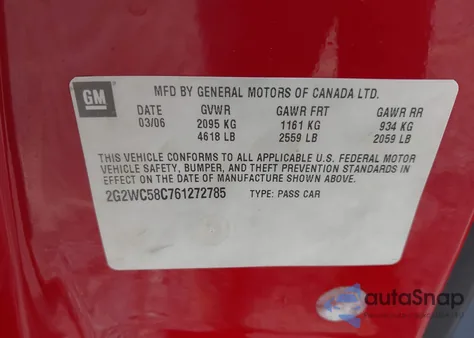 GM
MFD BY GENERAL MOTORS OF CANADA LTD.
DATE GVWR GAWR FRT GAWR RR
03/06 2095 KG 1161 KG 934 KG
4618 LB 2559 LB 2059 LB
THIS VEHICLE CONFORMS TO ALL APPLICABLE U.S. FEDERAL MOTOR
VEHICLE SAFETY, BUMPER, AND THEFT PREVENTION STANDARDS IN
EFFECT ON THE DATE OF MANUFACTURE SHOWN ABOVE.
2G2WC58C761272785 TYPE: PASS CAR
autoSnap